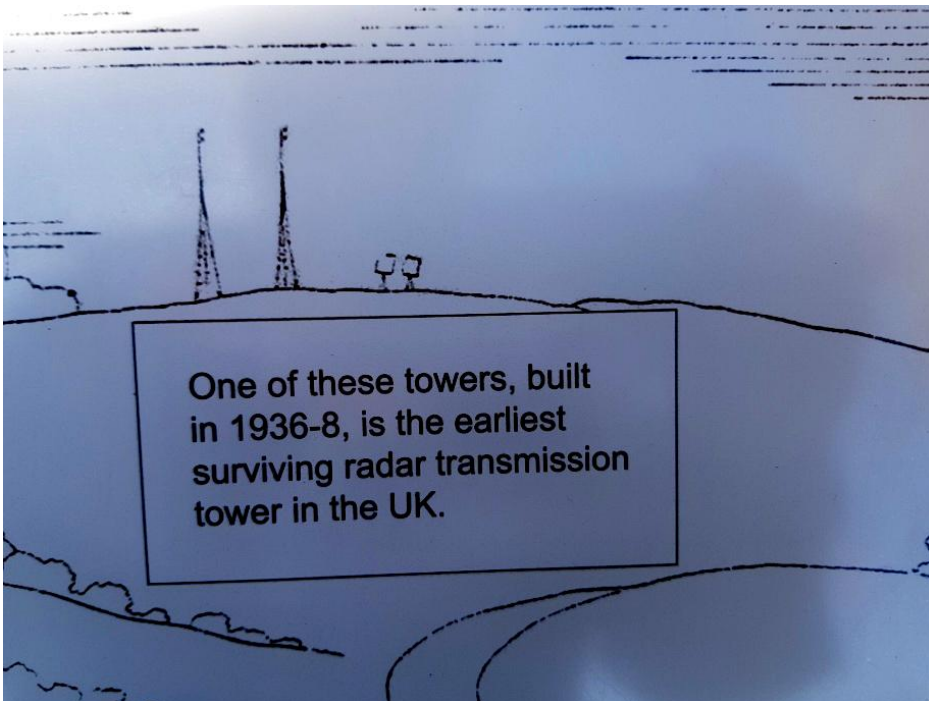 One of these towers, built
in 1936-8, is the earliest
surviving radar transmission
tower in the UK.